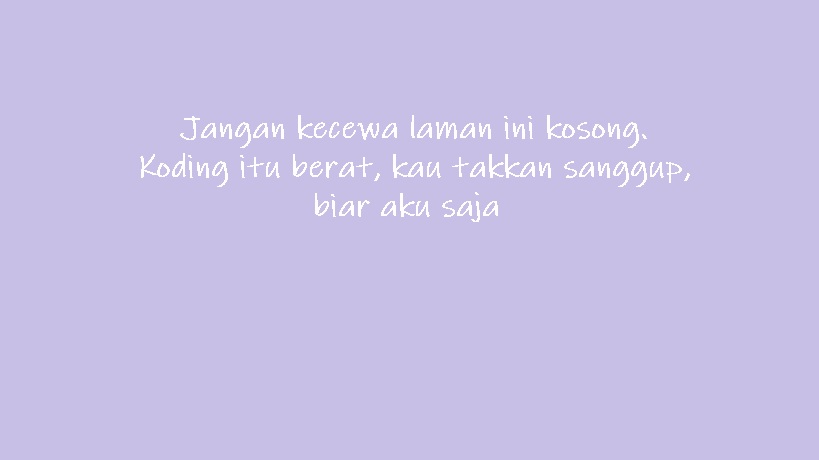 Jangan kecewa laman ini kosong.
Koding itu berat, kau takkan sanggup,
biar aku saja